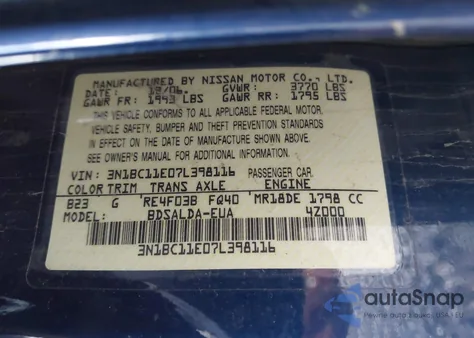 MANUFACTURED BY NISSAN MOTOR CO., LTD.
DATE: 12/06 GVWR: 3770 LBS
GAWR FR: 1943 LBS GAWR RR: 1795 LBS
THIS VEHICLE CONFORMS TO ALL APPLICABLE FEDERAL MOTOR
VEHICLE SAFETY, BUMPER AND THEFT PREVENTION STANDARDS
IN EFFECT ON THE DATE OF MANUFACTURE SHOWN ABOVE.
SEE OWNER'S MANUAL FOR ADDITIONAL INFORMATION
VIN: 3N1BC11E07L398116 PASSENGER CAR.
COLOR TRIM TRANS AXLE ENGINE
B23 G RE4F03B FQ40 MR18DE 1798 CC
MODEL: BDSALDA-EUA 4Z000
3N1BC11E07L398116
autoSnap